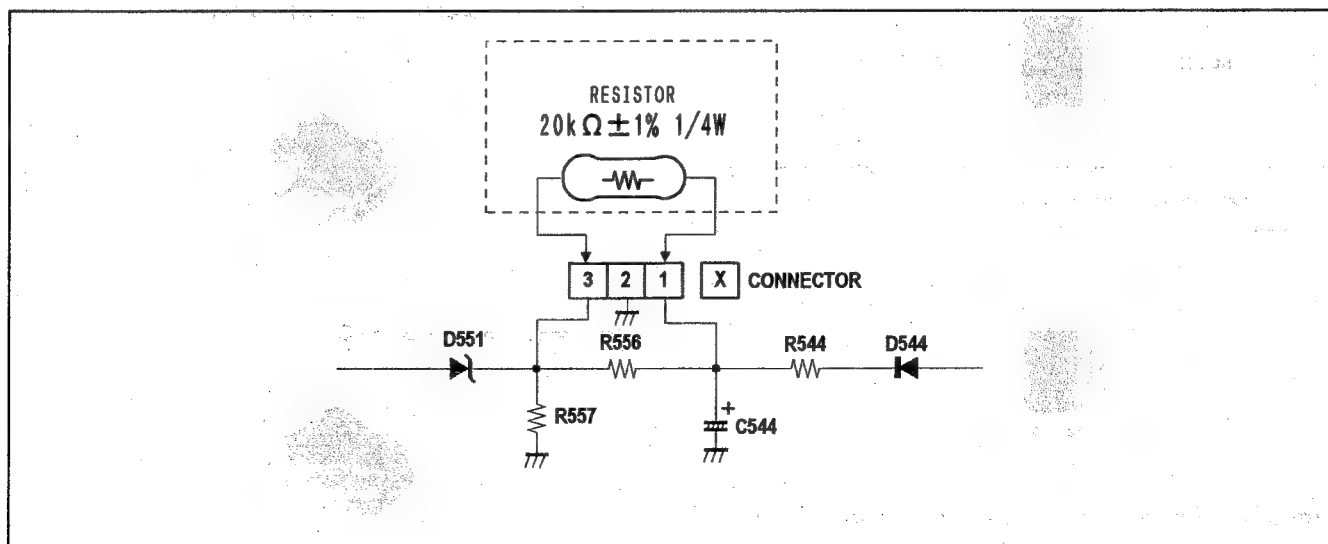 RESISTOR
20kΩ±1% 1/4W
3 2 1 X CONNECTOR
D551 R556 R544 D544
R557 + C544